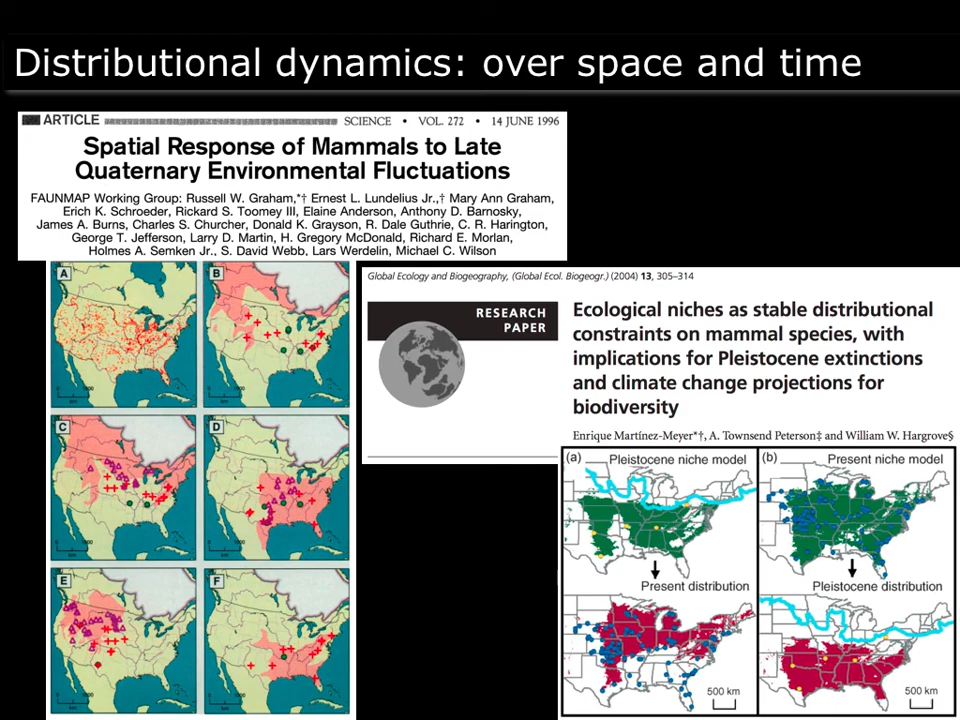 Distributional dynamics: over space and time
ARTICLE SCIENCE • VOL. 272 • 14 JUNE 1996
Spatial Response of Mammals to Late
Quaternary Environmental Fluctuations
FAUNMAP Working Group: Russell W. Graham,*† Ernest L. Lundelius Jr.,† Mary Ann Graham,
Erich K. Schroeder, Rickard S. Toomey III, Elaine Anderson, Anthony D. Barnosky,
James A. Burns, Charles S. Churcher, Donald K. Grayson, R. Dale Guthrie, C. R. Harington,
George T. Jefferson, Larry D. Martin, H. Gregory McDonald, Richard E. Morlan,
Holmes A. Semken Jr., S. David Webb, Lars Werdelin, Michael C. Wilson
A
B
C
D
E
F
Global Ecology and Biogeography, (Global Ecol. Biogeogr.) (2004) 13, 305–314
RESEARCH
PAPER
Ecological niches as stable distributional
constraints on mammal species, with
implications for Pleistocene extinctions
and climate change projections for
biodiversity
Enrique Martínez-Meyer*†, A. Townsend Peterson‡ and William W. Hargrove§
(a) Pleistocene niche model
Present distribution
500 km
(b) Present niche model
Pleistocene distribution
500 km